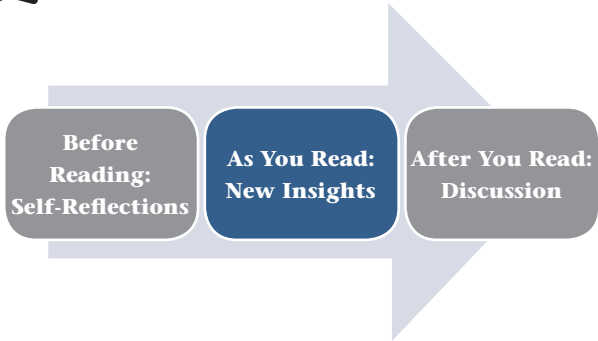 Before
Reading:
Self-Reflections
As You Read:
New Insights
After You Read:
Discussion